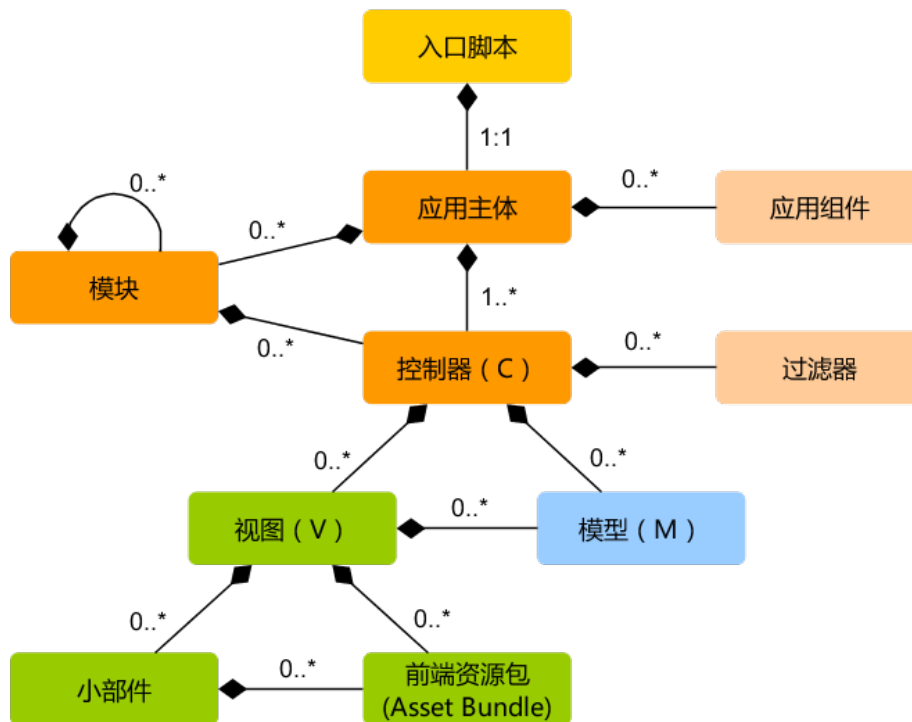 入口脚本
1:1
0..*
0..*
应用主体
应用组件
0..*
模块
1..*
0..*
控制器（C）
0..*
过滤器
0..*
0..*
视图（V）
0..*
模型（M）
0..*
0..*
小部件
0..*
前端资源包
(Asset Bundle)